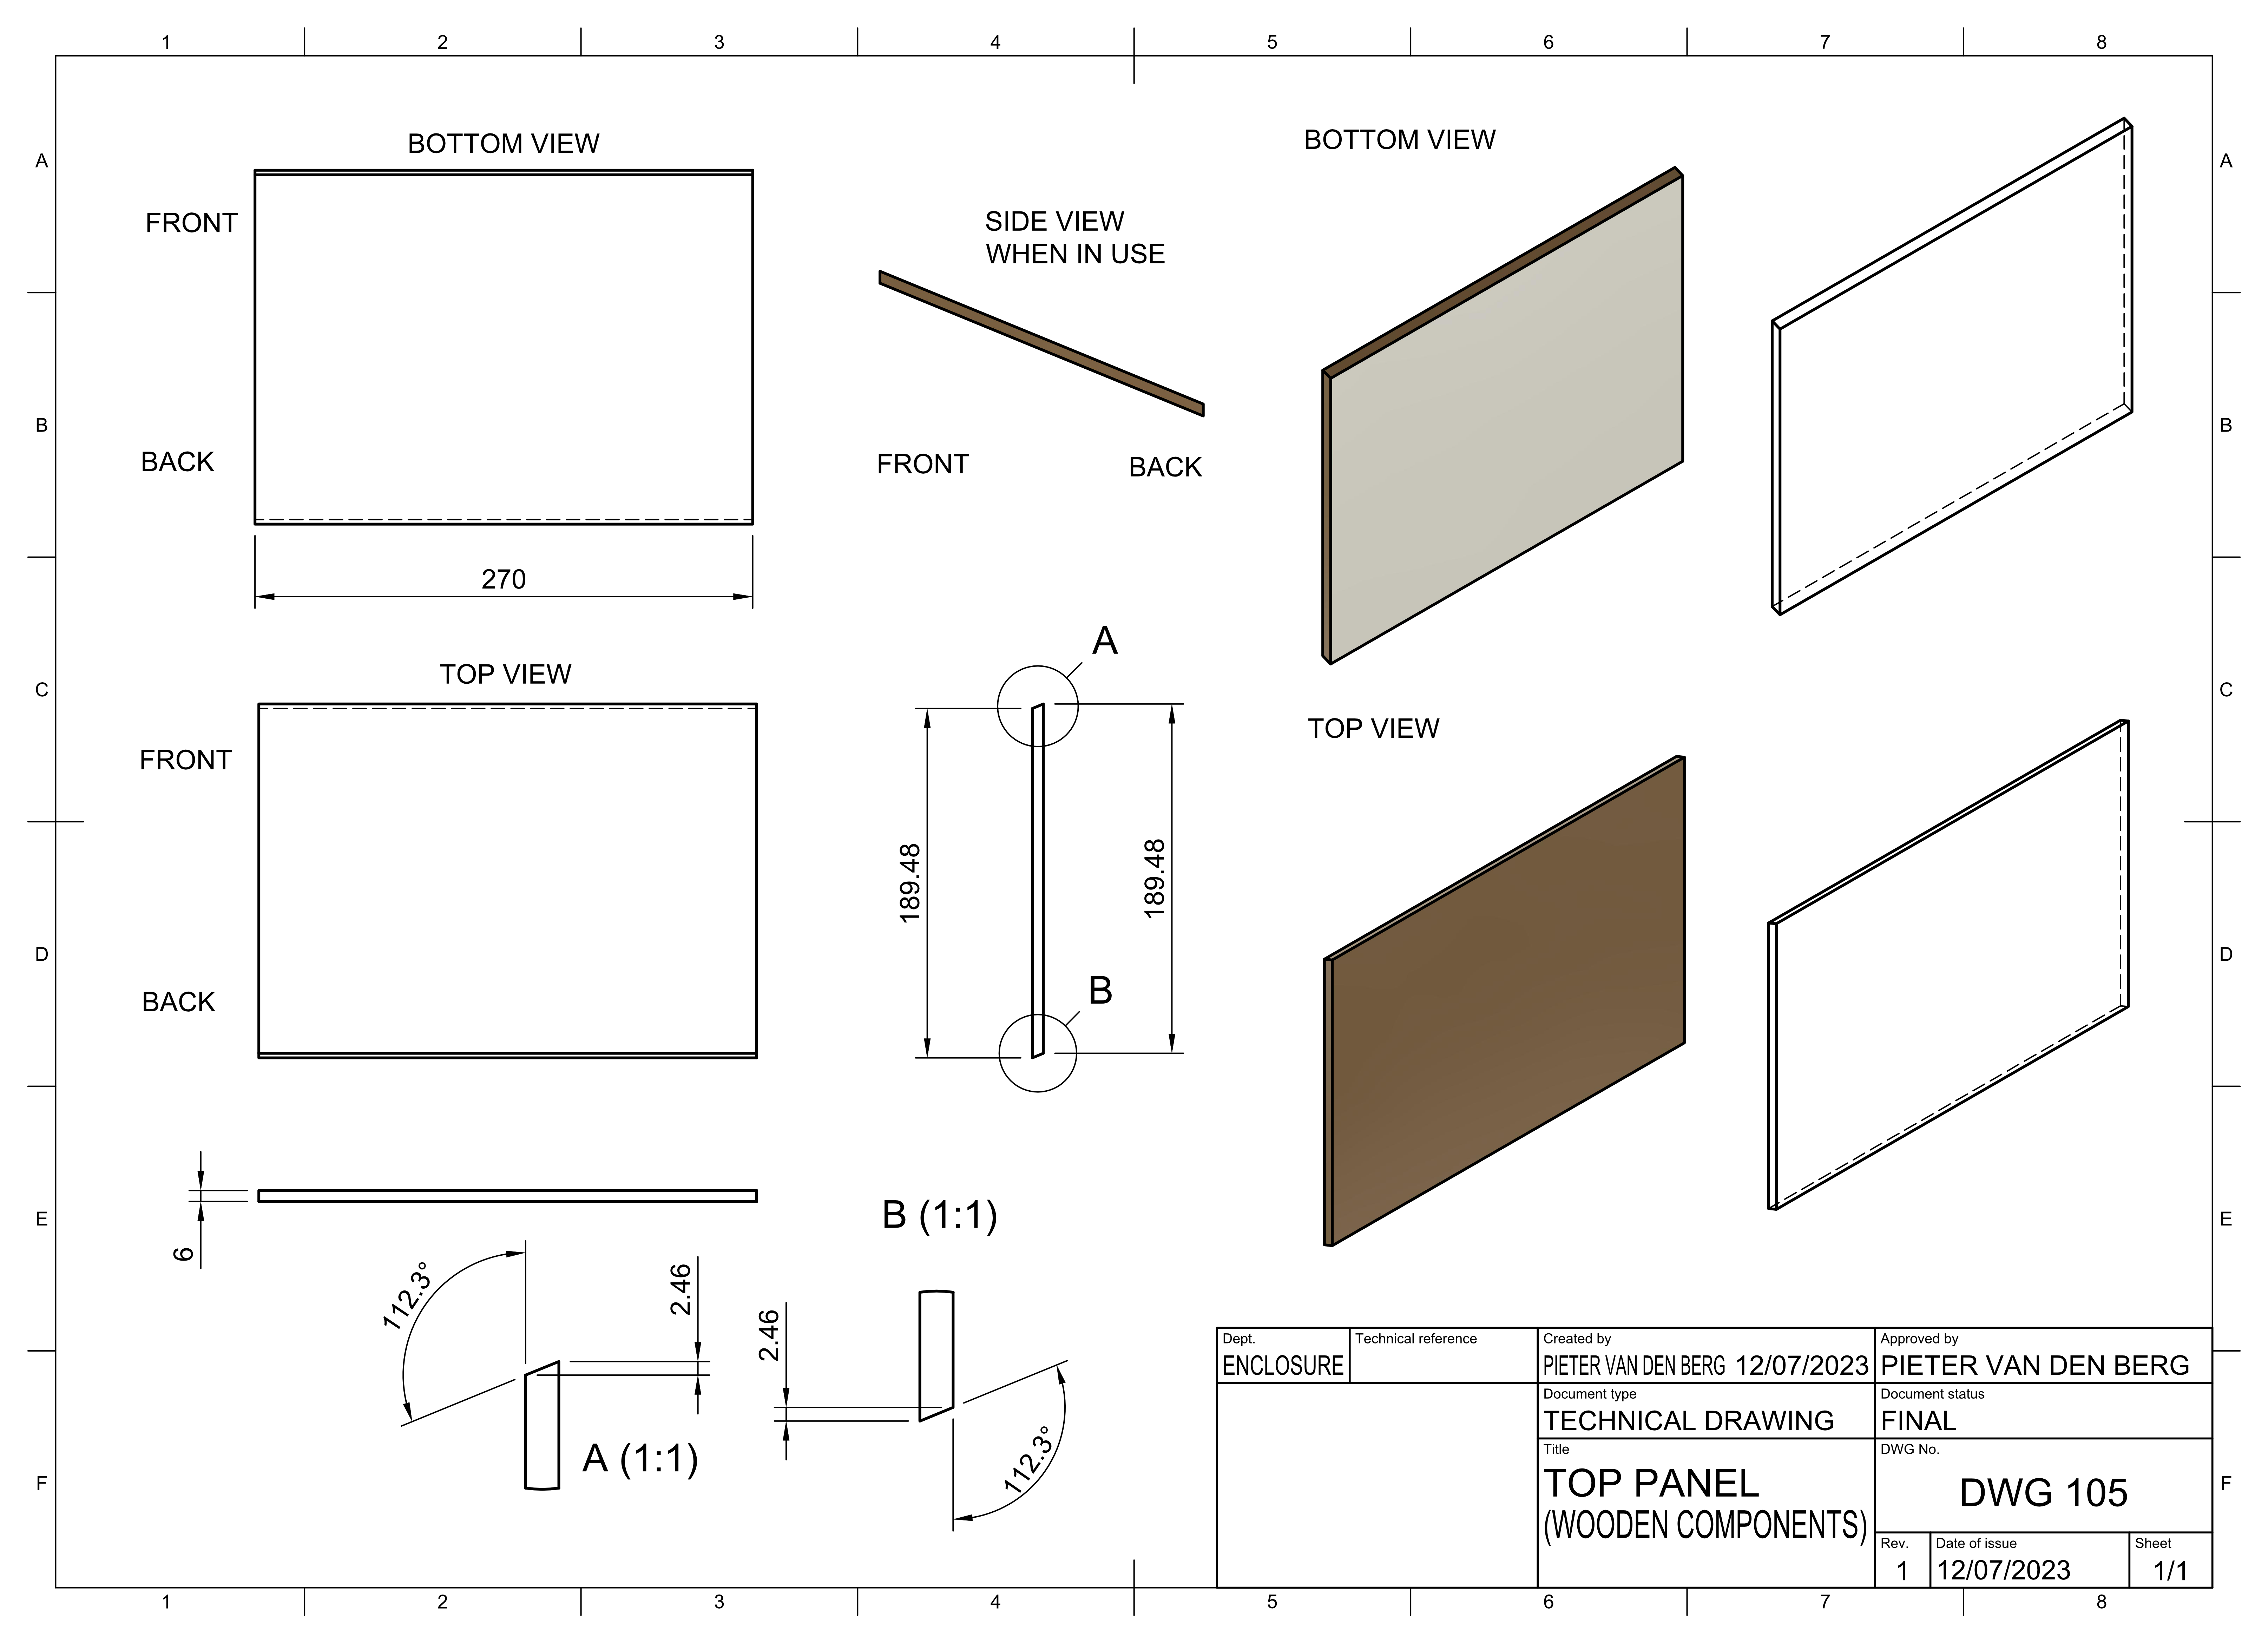 1 2 3 4 5 6 7 8
A A
BOTTOM VIEW
FRONT
BACK
270
SIDE VIEW
WHEN IN USE
FRONT BACK
BOTTOM VIEW
B B
C C
TOP VIEW
FRONT
BACK
A
189.48 189.48
B
TOP VIEW
D D
E E
6
112.3°
2.46
A (1:1)
B (1:1)
2.46
112.3°
F F
Dept.
ENCLOSURE
Technical reference
Created by
PIETER VAN DEN BERG 12/07/2023
Approved by
PIETER VAN DEN BERG
Document type
TECHNICAL DRAWING
Document status
FINAL
Title
TOP PANEL
(WOODEN COMPONENTS)
DWG No.
DWG 105
Rev.
1
Date of issue
12/07/2023
Sheet
1/1
1 2 3 4 5 6 7 8